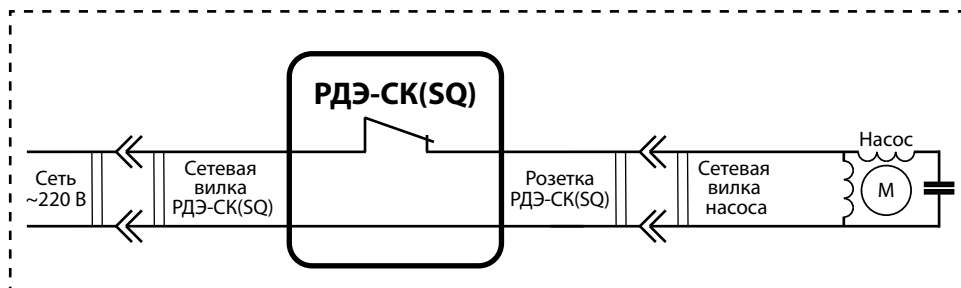 РДЭ-СК(SQ)
Сеть
~220 В
Сетевая
вилка
РДЭ-СК(SQ)
Розетка
РДЭ-СК(SQ)
Сетевая
вилка
насоса
Насос
М